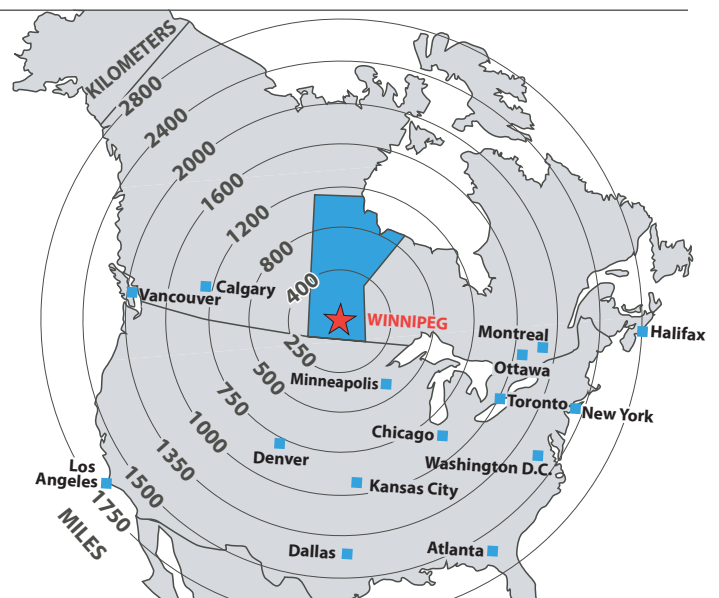 KILOMETERS
2800
2400
2000
1600
1200
800
400
Calgary
Vancouver
WINNIPEG
Montreal
Halifax
250
Ottawa
Minneapolis
500
Toronto
New York
750
Chicago
1000
Denver
Washington D.C.
Los
Angeles
1350
Kansas City
1500
1750
MILES
Dallas
Atlanta